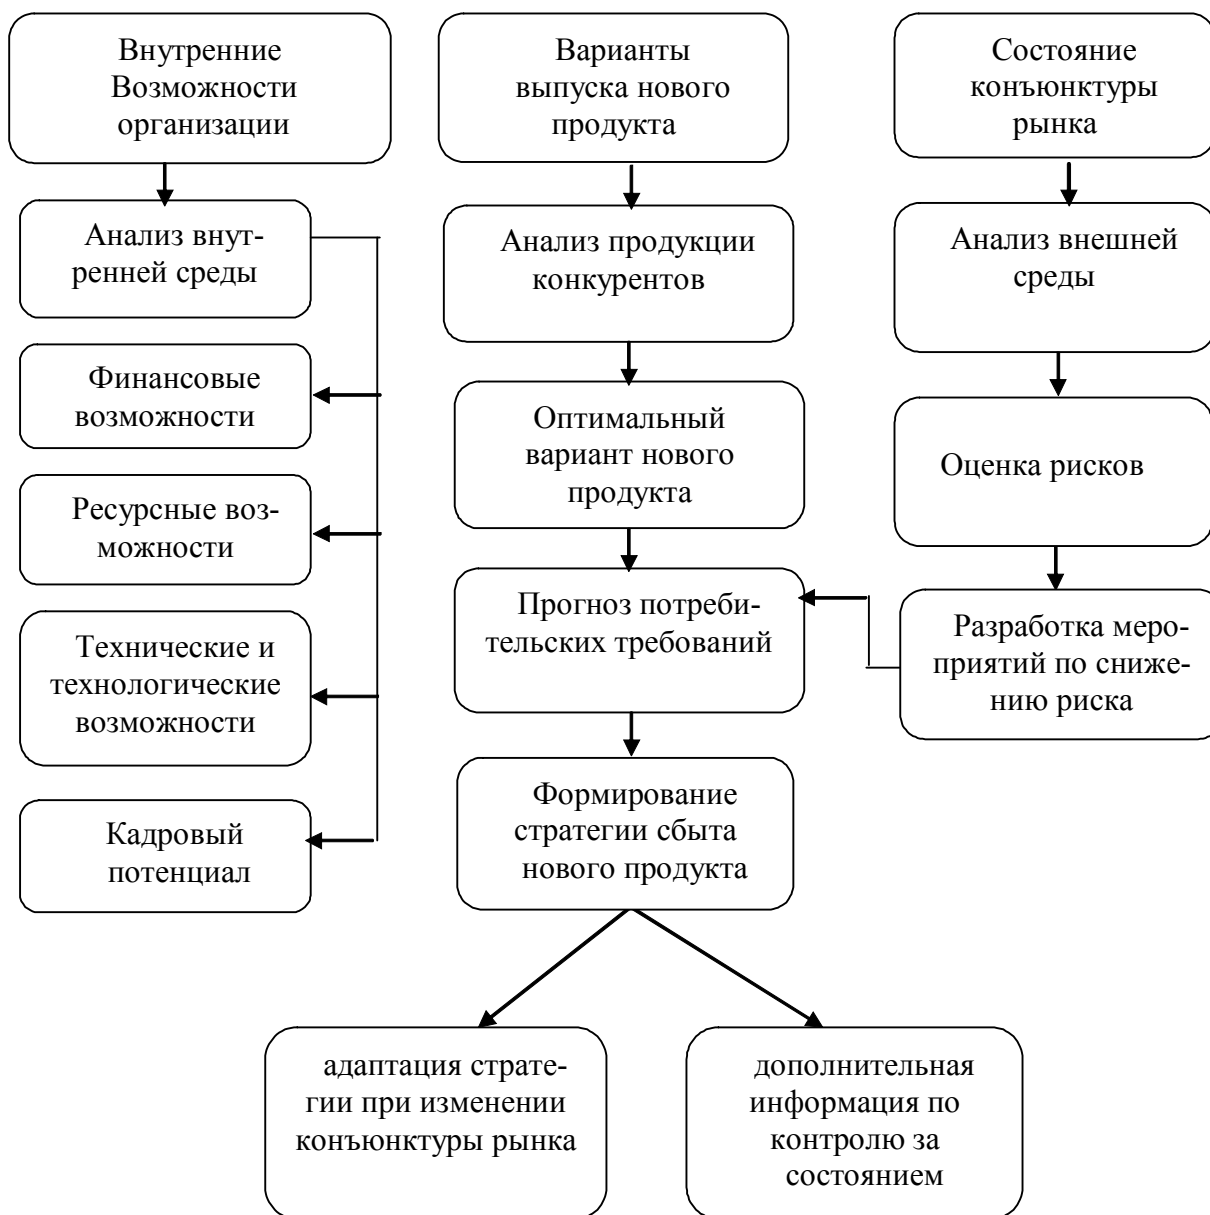 Внутренние
Возможности
организации
Анализ внут-
ренней среды
Финансовые
возможности
Ресурсные воз-
можности
Технические и
технологические
возможности
Кадровый
потенциал
Варианты
выпуска нового
продукта
Анализ продукции
конкурентов
Оптимальный
вариант нового
продукта
Прогноз потреби-
тельских требований
Формирование
стратегии сбыта
нового продукта
Состояние
конъюнктуры
рынка
Анализ внешней
среды
Оценка рисков
Разработка меро-
приятий по сниже-
нию риска
адаптация страте-
гии при изменении
конъюнктуры рынка
дополнительная
информация по
контролю за
состоянием